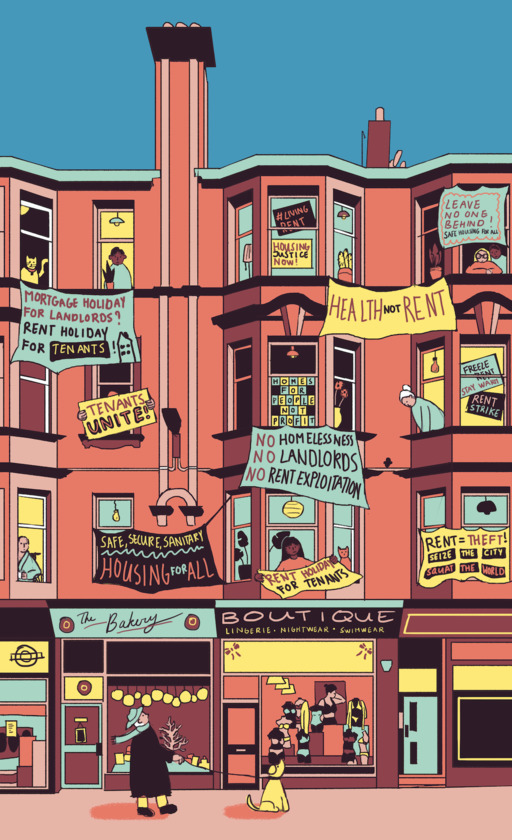 LEAVE
NO ONE
BEHIND!
SAFE HOUSING FOR ALL
#LIVING
RENT
HOUSING
JUSTICE
NOW!
MORTGAGE HOLIDAY
FOR LANDLORDS?
RENT HOLIDAY
FOR TENANTS!
HEALTH NOT RENT
HOMES
FOR
PEOPLE
NOT
PROFIT
STAY
RENT
STRIKE
TENANTS
UNITE!
NO HOMELESSNESS
NO LANDLORDS
NO RENT EXPLOITATION
SAFE, SECURE, SANITARY
HOUSING FOR ALL
RENT = THEFT!
SEIZE THE CITY
SQUAT THE WORLD
RENT HOLIDAY
FOR TENANTS
The Bakery
BOUTIQUE
LINGERIE · NIGHTWEAR · SWIMWEAR